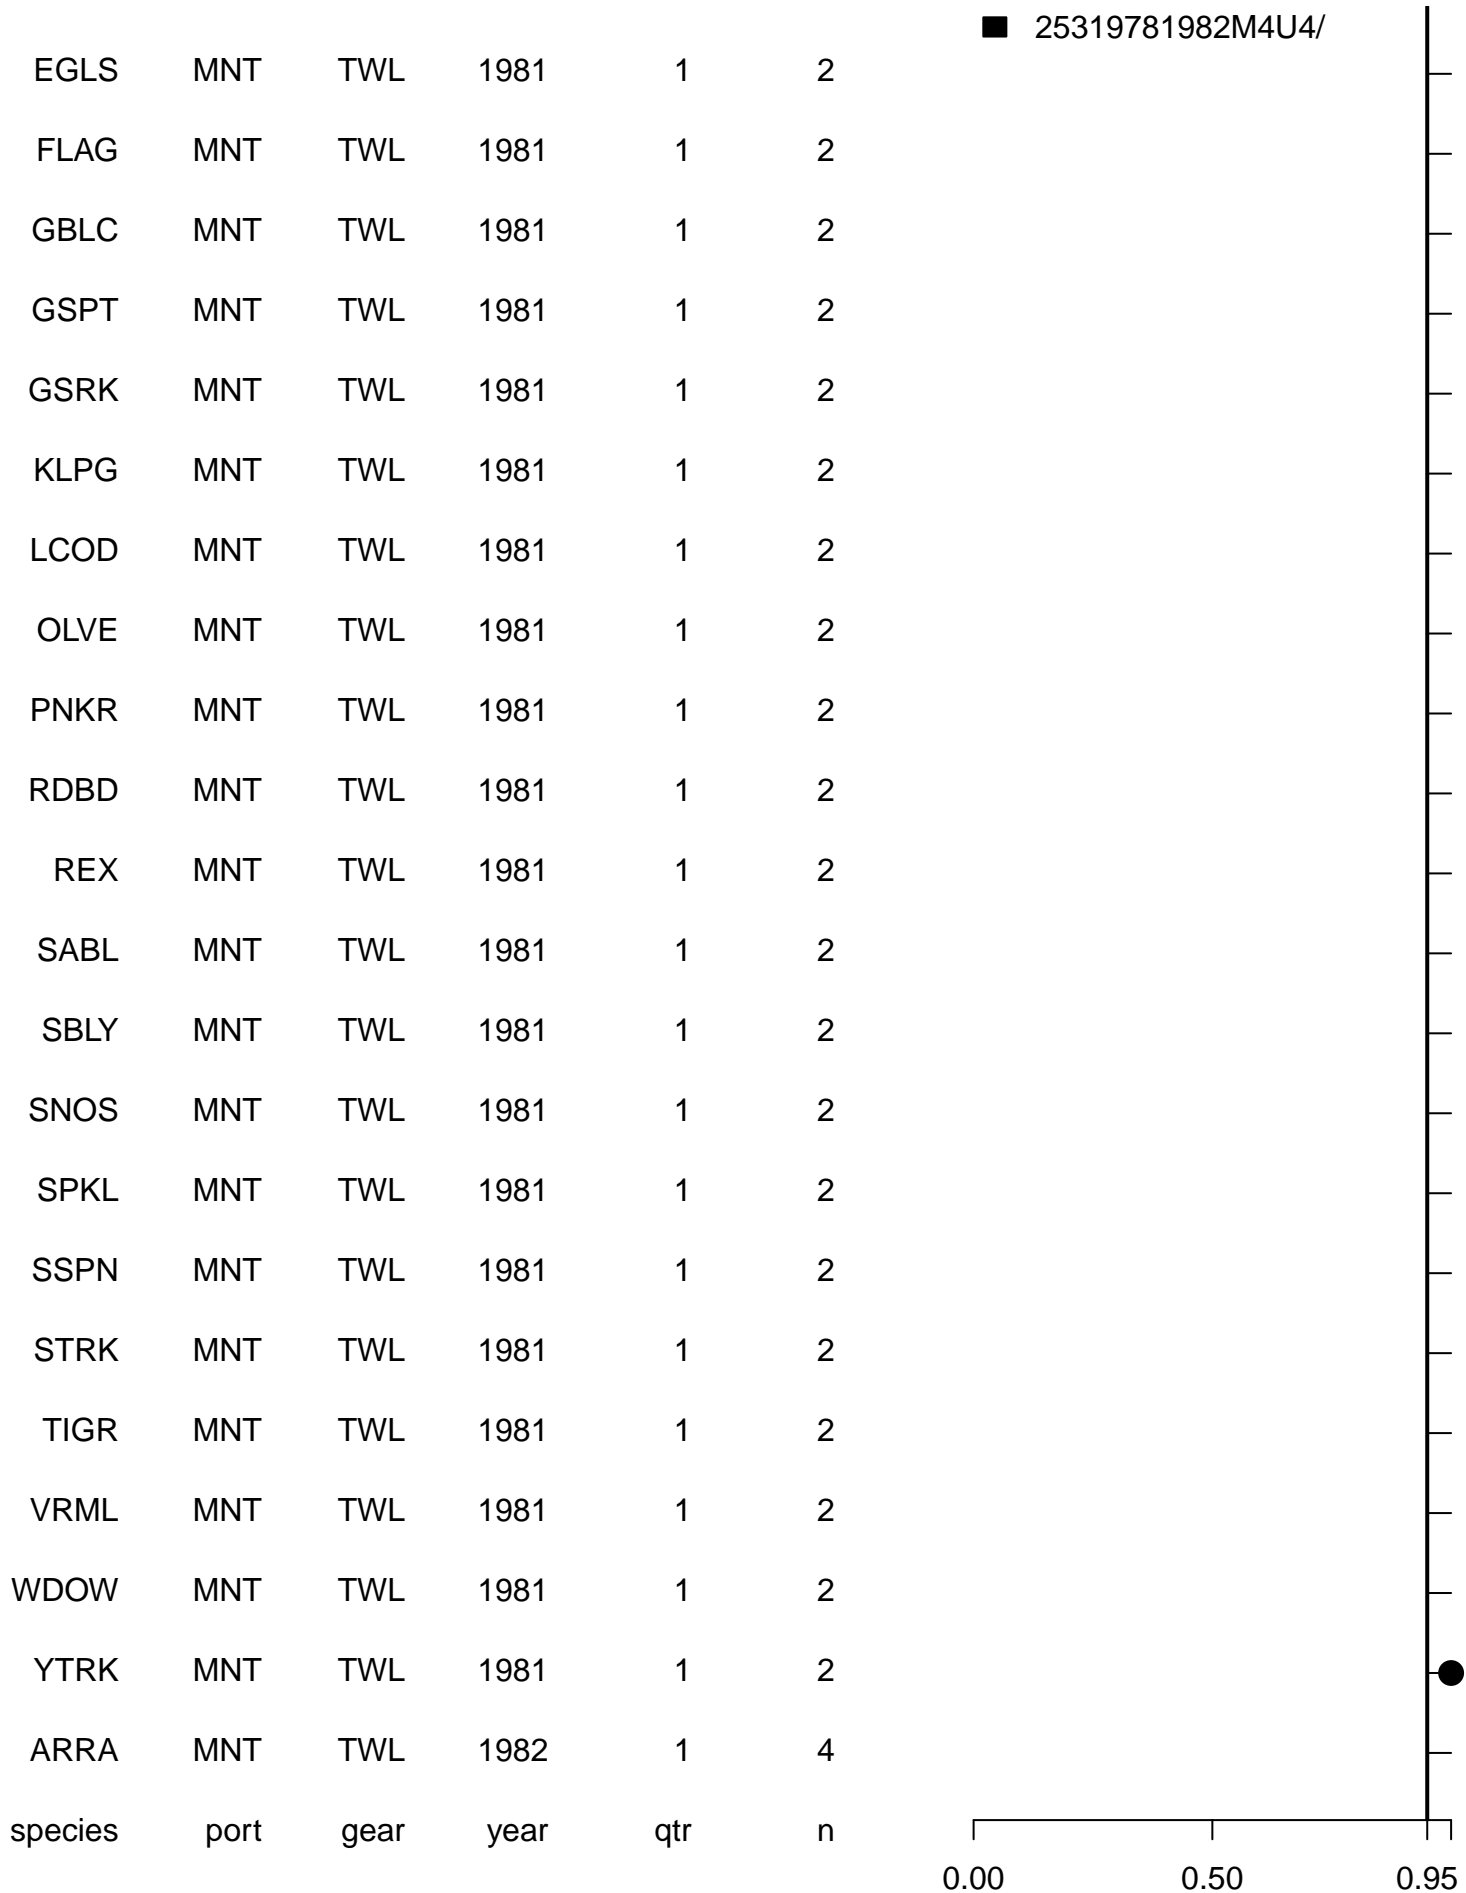 25319781982M4U4/
EGLS MNT TWL 1981 1 2
FLAG MNT TWL 1981 1 2
GBLC MNT TWL 1981 1 2
GSPT MNT TWL 1981 1 2
GSRK MNT TWL 1981 1 2
KLPG MNT TWL 1981 1 2
LCOD MNT TWL 1981 1 2
OLVE MNT TWL 1981 1 2
PNKR MNT TWL 1981 1 2
RDBD MNT TWL 1981 1 2
REX MNT TWL 1981 1 2
SABL MNT TWL 1981 1 2
SBLY MNT TWL 1981 1 2
SNOS MNT TWL 1981 1 2
SPKL MNT TWL 1981 1 2
SSPN MNT TWL 1981 1 2
STRK MNT TWL 1981 1 2
TIGR MNT TWL 1981 1 2
VRML MNT TWL 1981 1 2
WDOW MNT TWL 1981 1 2
YTRK MNT TWL 1981 1 2
ARRA MNT TWL 1982 1 4
species port gear year qtr n
0.00 0.50 0.95